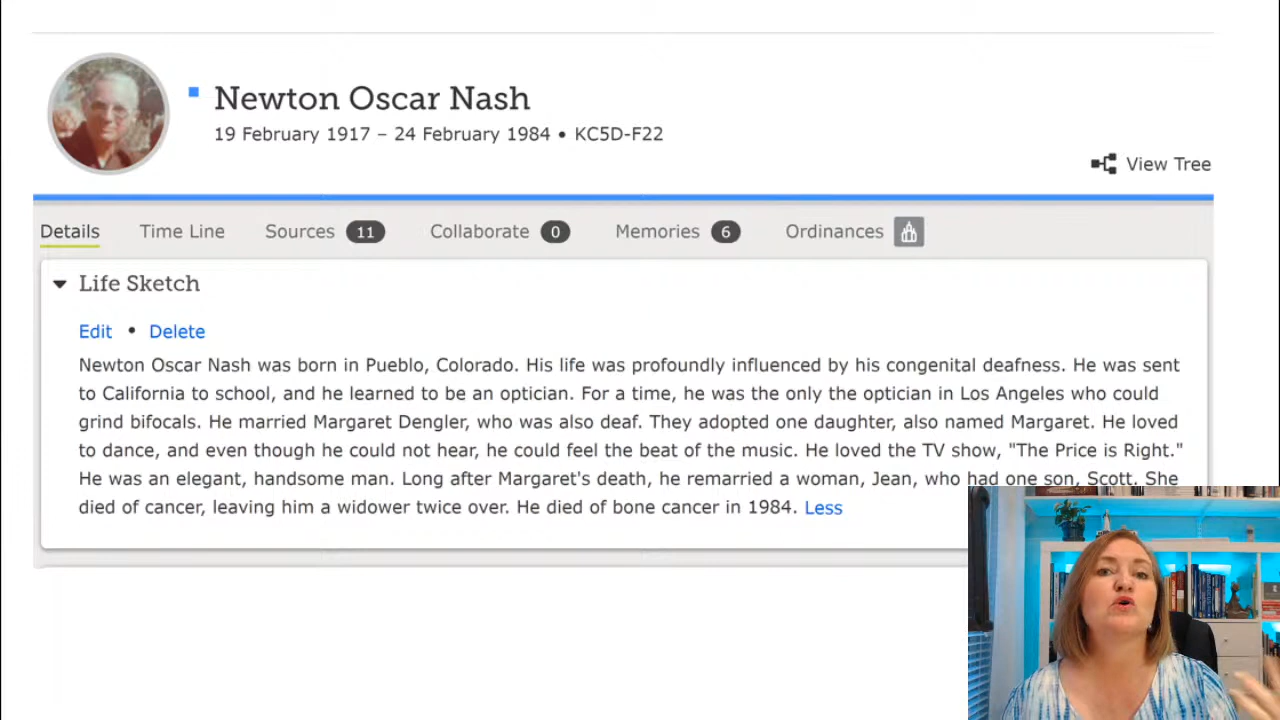 Newton Oscar Nash
19 February 1917 – 24 February 1984 • KC5D-F22
View Tree
Details Time Line Sources 11 Collaborate 0 Memories 6 Ordinances
Life Sketch
Edit • Delete
Newton Oscar Nash was born in Pueblo, Colorado. His life was profoundly influenced by his congenital deafness. He was sent
to California to school, and he learned to be an optician. For a time, he was the only the optician in Los Angeles who could
grind bifocals. He married Margaret Dengler, who was also deaf. They adopted one daughter, also named Margaret. He loved
to dance, and even though he could not hear, he could feel the beat of the music. He loved the TV show, "The Price is Right."
He was an elegant, handsome man. Long after Margaret's death, he remarried a woman, Jean, who had one son, Scott. She
died of cancer, leaving him a widower twice over. He died of bone cancer in 1984. Less